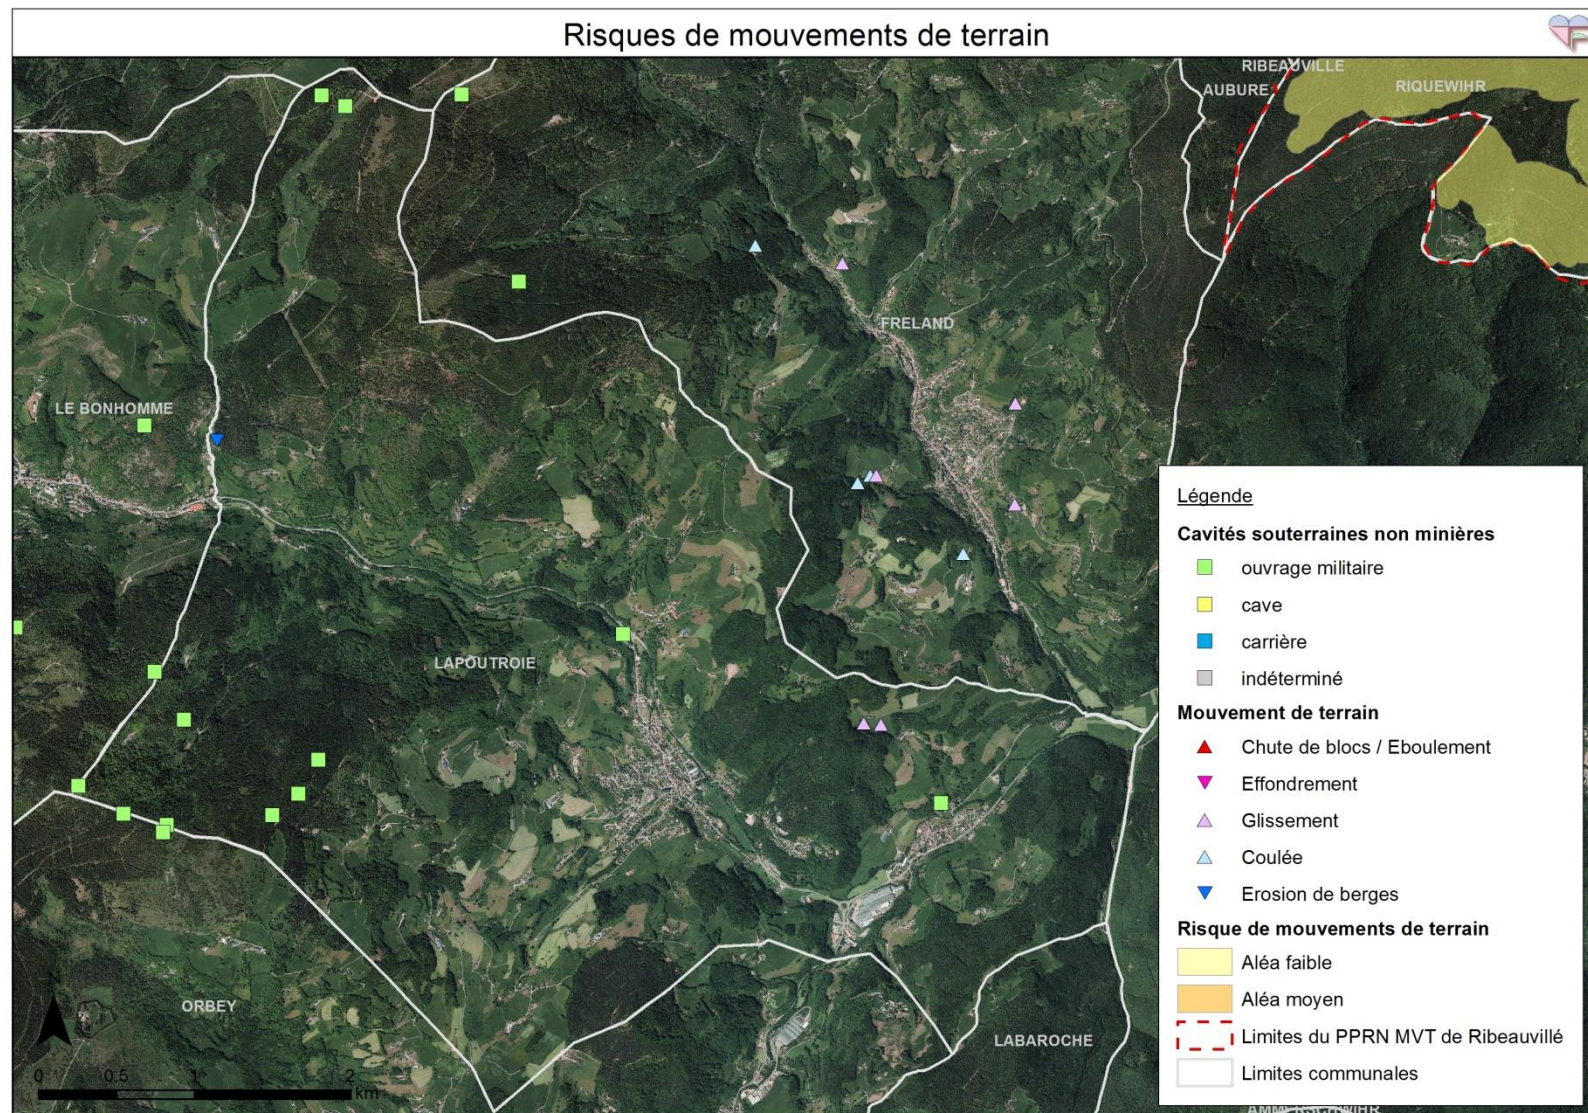 Risques de mouvements de terrain
RIBEAUVILLE
AUBURE
RIQUEWIHR
FRELAND
LE BONHOMME
LAPOUTROIE
ORBEY
LABAROCHE
AMMERSCHWIHR
0 0.5 1 2
km
Légende
Cavités souterraines non minières
ouvrage militaire
cave
carrière
indéterminé
Mouvement de terrain
Chute de blocs / Eboulement
Effondrement
Glissement
Coulée
Erosion de berges
Risque de mouvements de terrain
Aléa faible
Aléa moyen
Limites du PPRN MVT de Ribeauvillé
Limites communales